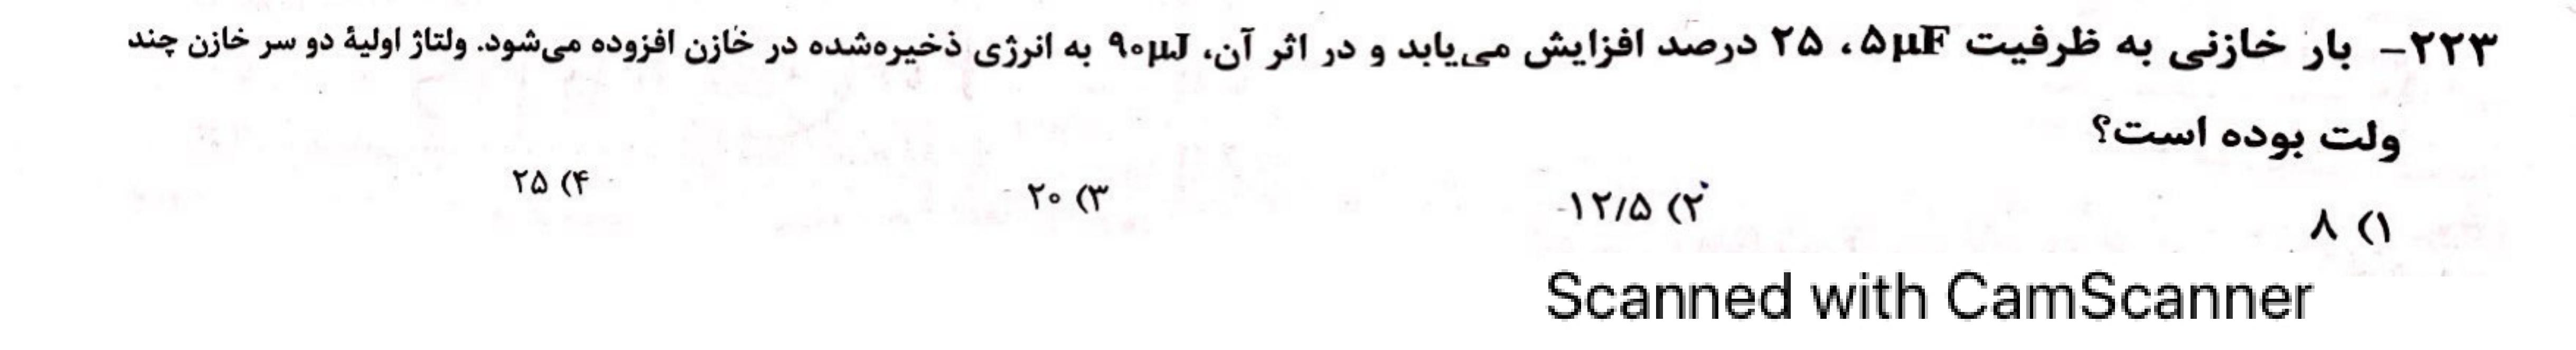 ۲۲۳- بار خازنی به ظرفیت ۵μF، ۲۵ درصد افزایش می‌یابد و در اثر آن، ۹۰μJ به انرژی ذخیره‌شده در خازن افزوده می‌شود. ولتاژ اولیهٔ دو سر خازن چند
ولت بوده است؟
۱) ۸ ۲) ۱۲/۵ ۳) ۲۰ ۴) ۲۵
Scanned with CamScanner